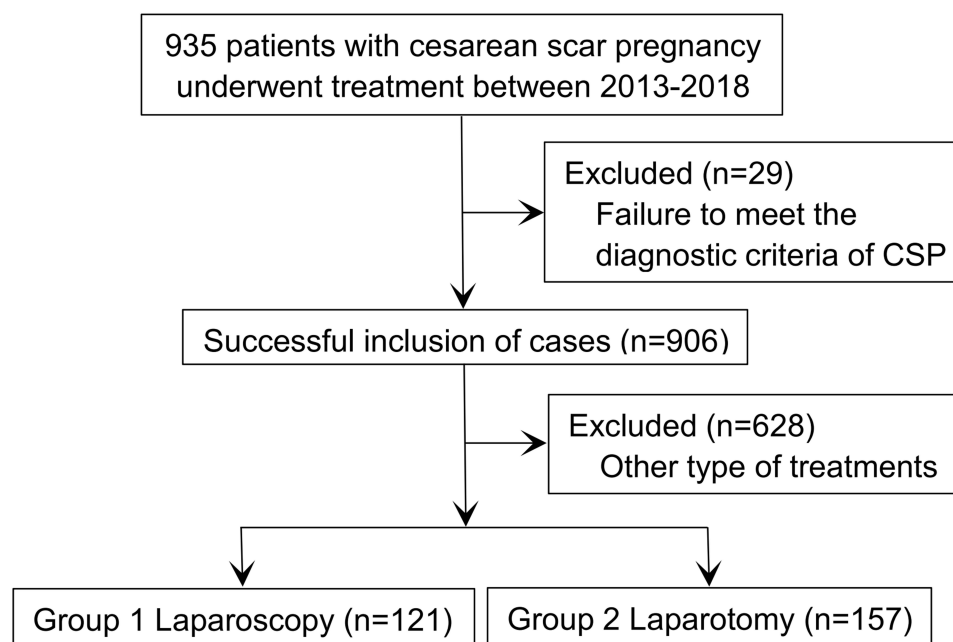 935 patients with cesarean scar pregnancy
underwent treatment between 2013-2018
Excluded (n=29)
Failure to meet the
diagnostic criteria of CSP
Successful inclusion of cases (n=906)
Excluded (n=628)
Other type of treatments
Group 1 Laparoscopy (n=121)
Group 2 Laparotomy (n=157)